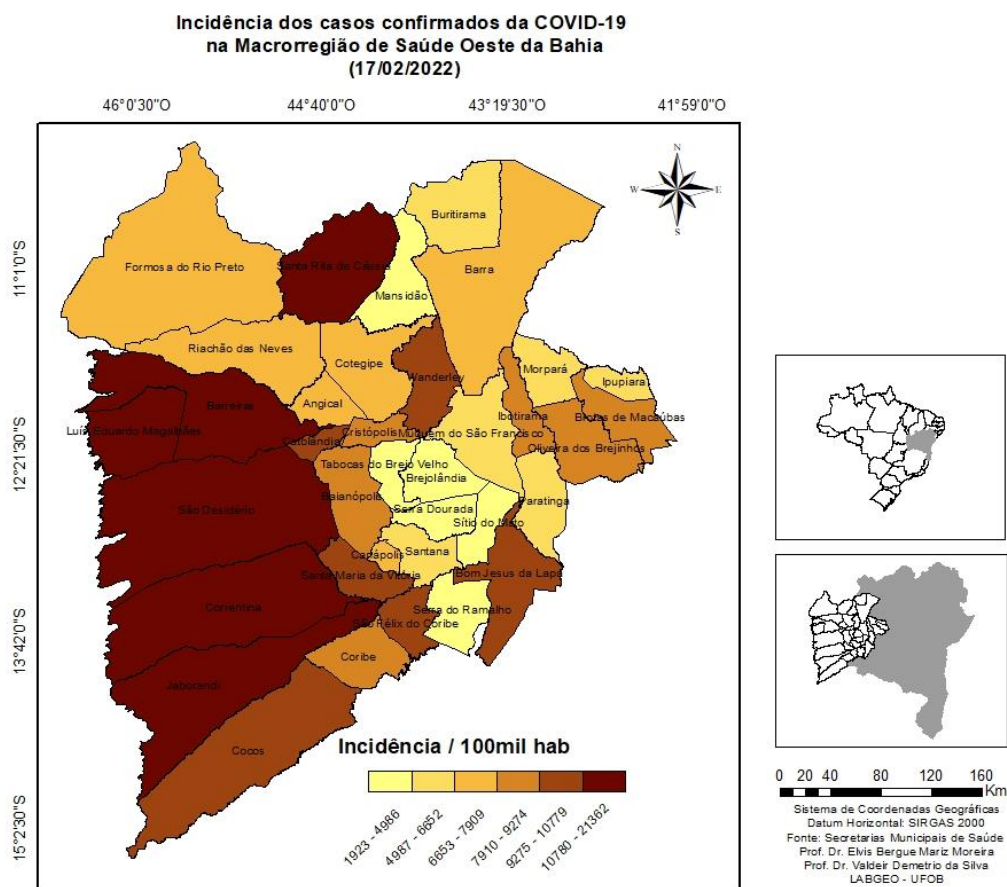 Incidência dos casos confirmados da COVID-19
na Macrorregião de Saúde Oeste da Bahia
(17/02/2022)
46°0'30"O 44°40'0"O 43°19'30"O 41°59'0"O
11°1'0"S
12°21'30"S
13°42'0"S
15°2'30"S
N
W E
S
Buritirama
Formosa do Rio Preto
Santa Rita de Cássia
Barra
Mansidão
Riachão das Neves
Cotegipe
Wanderley
Morpará
Ipupiara
Angical
Barreiras
Ibotirama
Brotas de Macaúbas
Luís Eduardo Magalhães
Catolândia
Cristópolis
Muquém do São Francisco
Oliveira dos Brejinhos
Tabocas do Brejo Velho
Baianópolis
Brejolândia
Paratinga
São Desidério
Serra Dourada
Sítio do Mato
Canápolis
Santana
Santa Maria da Vitória
Bom Jesus da Lapa
Correntina
Serra do Ramalho
São Félix do Coribe
Coribe
Jaborandi
Cocos
Incidência / 100mil hab
1923 - 4986
4987 - 6652
6653 - 7909
7910 - 9274
9275 - 10779
10780 - 21362
0 20 40 80 120 160
Km
Sistema de Coordenadas Geográficas
Datum Horizontal: SIRGAS 2000
Fonte: Secretarias Municipais de Saúde
Prof. Dr. Elvis Bergue Mariz Moreira
Prof. Dr. Valdeir Demetrio da Silva
LABGEO - UFOB